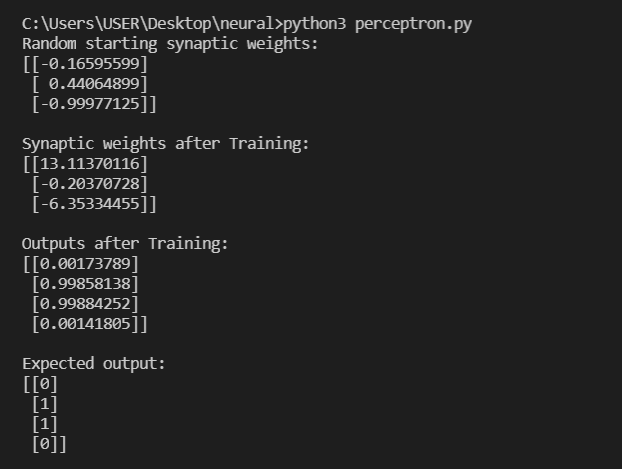 C:\Users\USER\Desktop\neural>python3 perceptron.py
Random starting synaptic weights:
[[-0.16595599]
 [ 0.44064899]
 [-0.99977125]]

Synaptic weights after Training:
[[13.11370116]
 [-0.20370728]
 [-6.35334455]]

Outputs after Training:
[[0.00173789]
 [0.99858138]
 [0.99884252]
 [0.00141805]]

Expected output:
[[0]
 [1]
 [1]
 [0]]